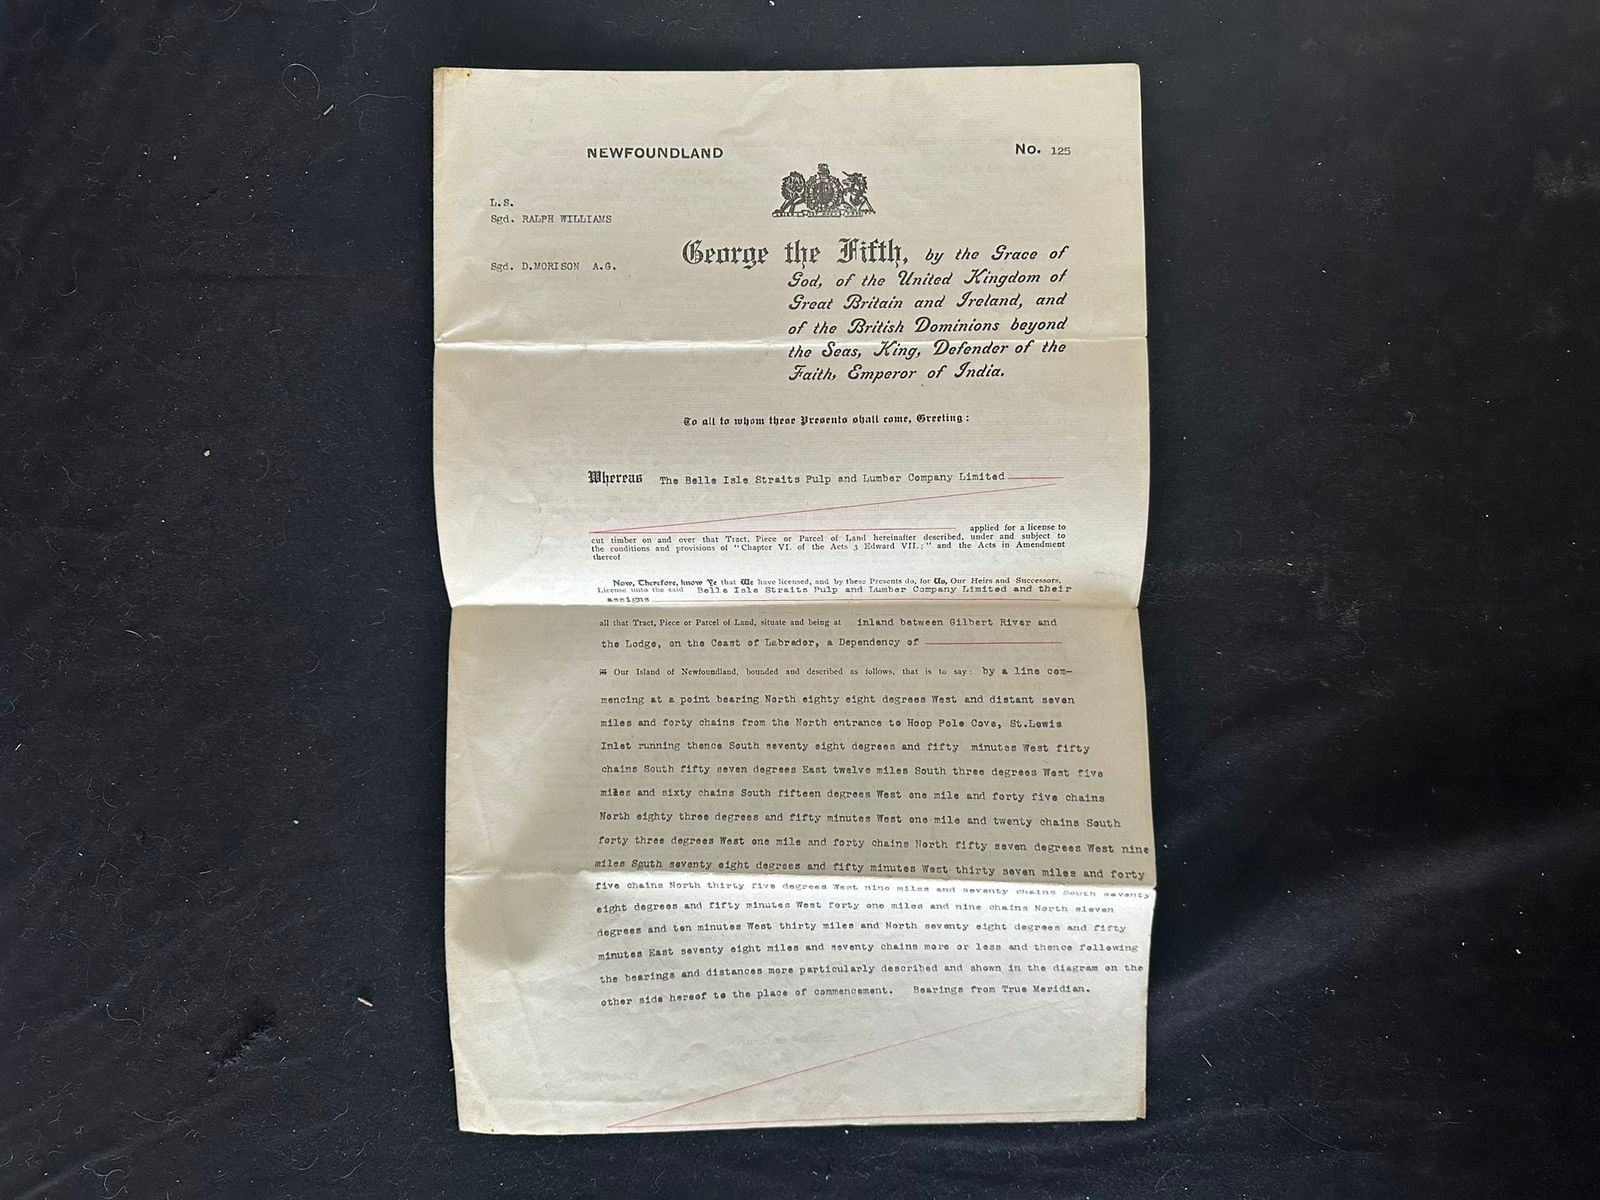 NEWFOUNDLAND
No. 125
L.S.
Sgd. RALPH WILLIAMS
Sgd. D.MORISON A.G.
George the Fifth, by the Grace of
God, of the United Kingdom of
Great Britain and Ireland, and
of the British Dominions beyond
the Seas, King, Defender of the
Faith, Emperor of India.
To all to whom these Presents shall come, Greeting:
Whereas The Belle Isle Straits Pulp and Lumber Company Limited
applied for a license to
cut timber on and over that Tract, Piece or Parcel of Land hereinafter described, under and subject to
the conditions and provisions of "Chapter VI. of the Acts 3 Edward VII.;" and the Acts in Amendment
thereof
Now, Therefore, know Ye that We have licensed, and by these Presents do, for Us, Our Heirs and Successors,
License unto the said Belle Isle Straits Pulp and Lumber Company Limited and their
assigns
all that Tract, Piece or Parcel of Land, situate and being at inland between Gilbert River and
the Lodge, on the Coast of Labrador, a Dependency of
Our Island of Newfoundland, bounded and described as follows, that is to say: by a line com-
mencing at a point bearing North eighty eight degrees West and distant seven
miles and forty chains from the North entrance to Hoop Pole Cove, St.Lewis
Inlet running thence South seventy eight degrees and fifty minutes West fifty
chains South fifty seven degrees East twelve miles South three degrees West five
miles and sixty chains South fifteen degrees West one mile and forty five chains
North eighty three degrees and fifty minutes West one mile and twenty chains South
forty three degrees West one mile and forty chains North fifty seven degrees West nine
miles South seventy eight degrees and fifty minutes West thirty seven miles and forty
five chains North thirty five degrees West nine miles and seventy chains South seventy
eight degrees and fifty minutes West forty one miles and nine chains North eleven
degrees and ten minutes West thirty miles and North seventy eight degrees and fifty
minutes East seventy eight miles and seventy chains more or less and thence following
the bearings and distances more particularly described and shown in the diagram on the
other side hereof to the place of commencement. Bearings from True Meridian.